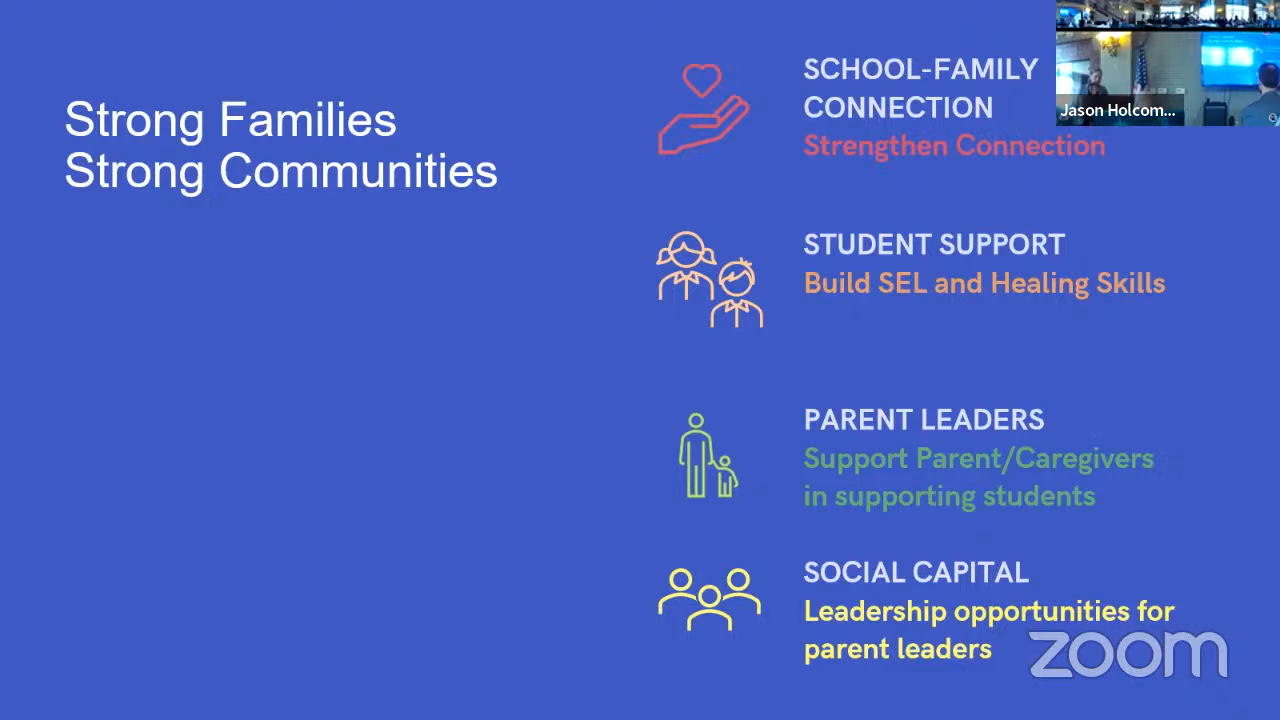 Strong Families
Strong Communities
SCHOOL-FAMILY
CONNECTION
Strengthen Connection
STUDENT SUPPORT
Build SEL and Healing Skills
PARENT LEADERS
Support Parent/Caregivers
in supporting students
SOCIAL CAPITAL
Leadership opportunities for
parent leaders
Jason Holcom...
zoom